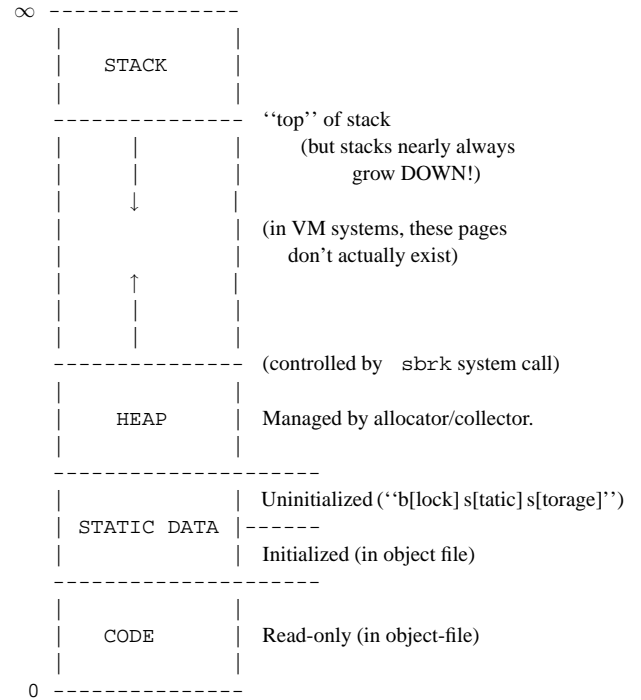 ∞
STACK
‘‘top’’ of stack
(but stacks nearly always
grow DOWN!)
↓
(in VM systems, these pages
don’t actually exist)
↑
(controlled by sbrk system call)
HEAP Managed by allocator/collector.
Uninitialized (‘‘b[lock] s[tatic] s[torage]’’)
STATIC DATA
Initialized (in object file)
CODE Read-only (in object-file)
0